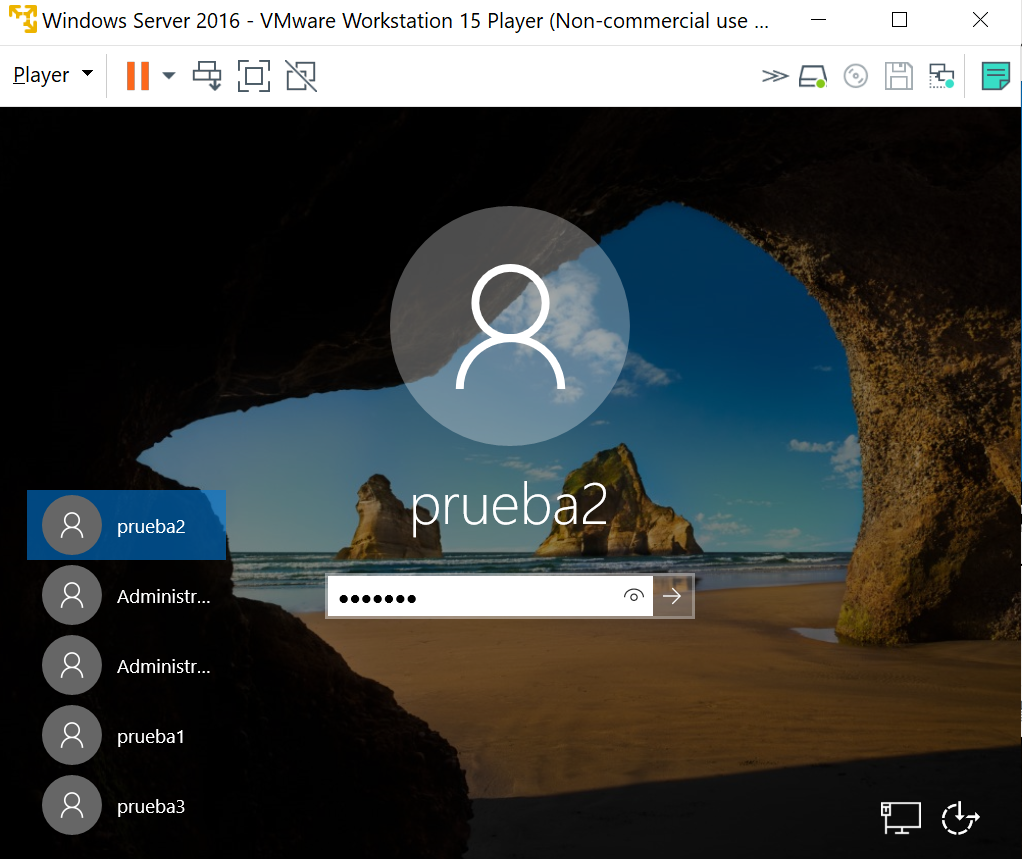 Windows Server 2016 - VMware Workstation 15 Player (Non-commercial use ...
Player
prueba2
prueba2
Administr...
Administr...
prueba1
prueba3